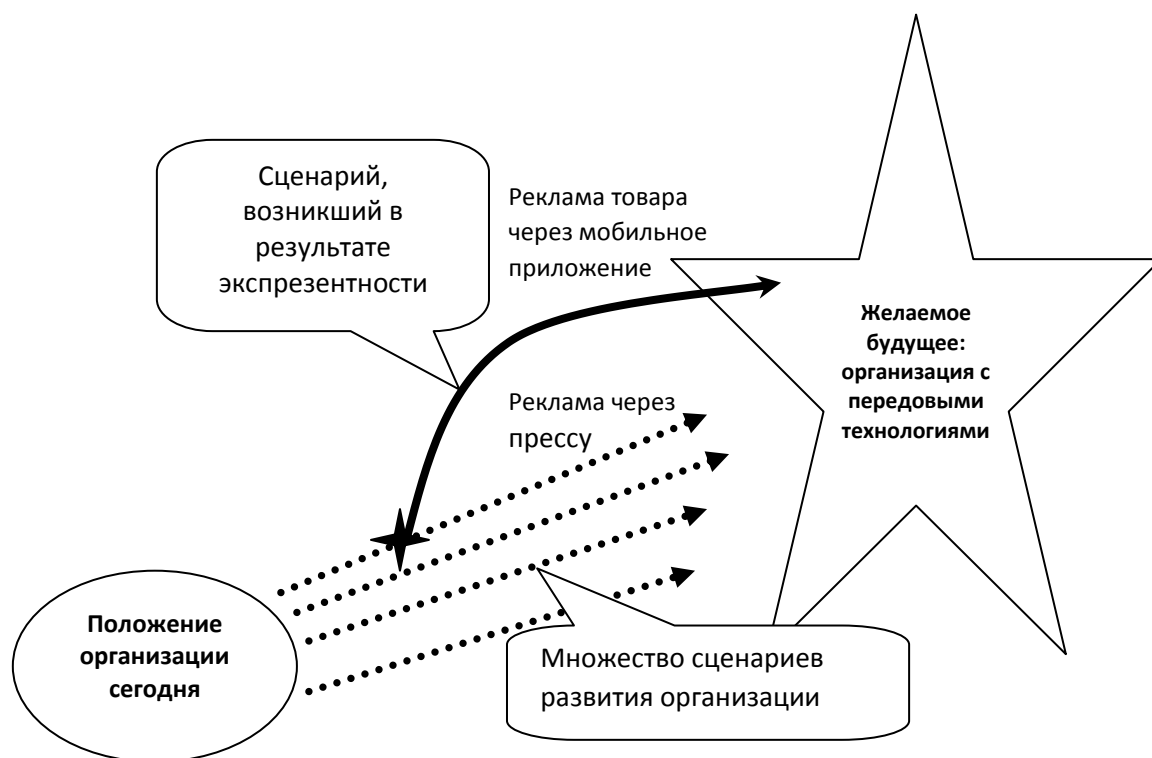 Сценарий,
возникший в
результате
экспрезентности
Реклама товара
через мобильное
приложение
Желаемое
будущее:
организация с
передовыми
технологиями
Реклама через
прессу
Положение
организации
сегодня
Множество сценариев
развития организации